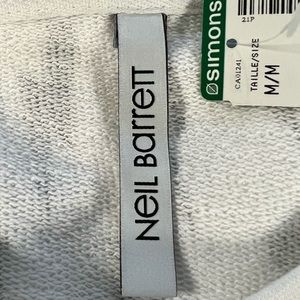 NEIL BarreTT
simons
21P
CA01241
TAILLE/SIZE
M/M